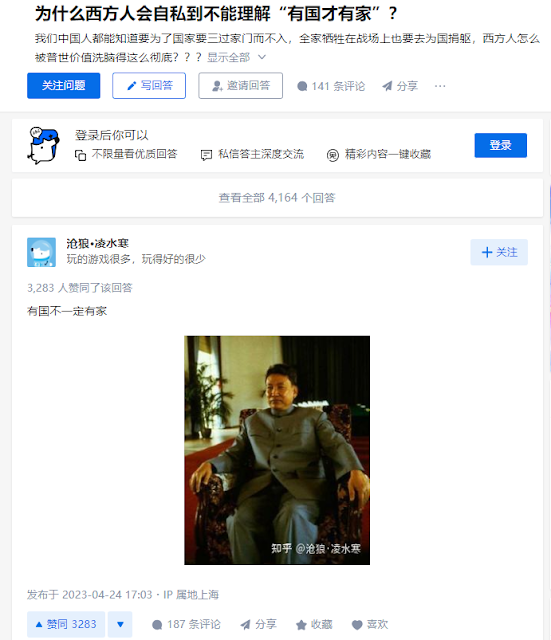 为什么西方人会自私到不能理解“有国才有家”？
我们中国人都能知道要为了国家要三过家门而不入，全家牺牲在战场上也要去为国捐躯，西方人怎么
被普世价值洗脑得这么彻底？？？ 显示全部
关注问题 写回答 邀请回答 141 条评论 分享 ...
登录后你可以
不限量看优质回答 私信答主深度交流 精彩内容一键收藏 登录
查看全部 4,164 个回答
沧狼·凌水寒
玩的游戏很多，玩得好的很少
关注
3,283 人赞同了该回答
有国不一定有家
知乎 @沧狼·凌水寒
发布于 2023-04-24 17:03・IP 属地上海
赞同 3283 187 条评论 分享 收藏 喜欢